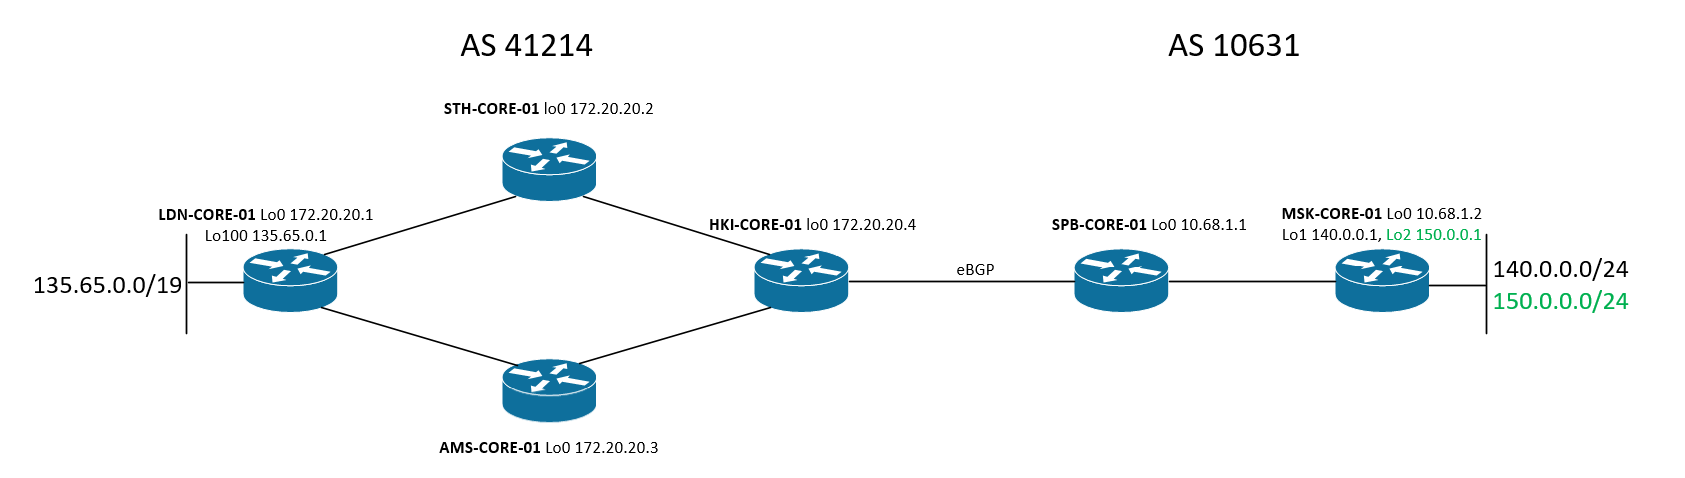 AS 41214
AS 10631
STH-CORE-01 lo0 172.20.20.2
LDN-CORE-01 Lo0 172.20.20.1
Lo100 135.65.0.1
HKI-CORE-01 lo0 172.20.20.4
SPB-CORE-01 Lo0 10.68.1.1
MSK-CORE-01 Lo0 10.68.1.2
Lo1 140.0.0.1, Lo2 150.0.0.1
135.65.0.0/19
eBGP
140.0.0.0/24
150.0.0.0/24
AMS-CORE-01 Lo0 172.20.20.3